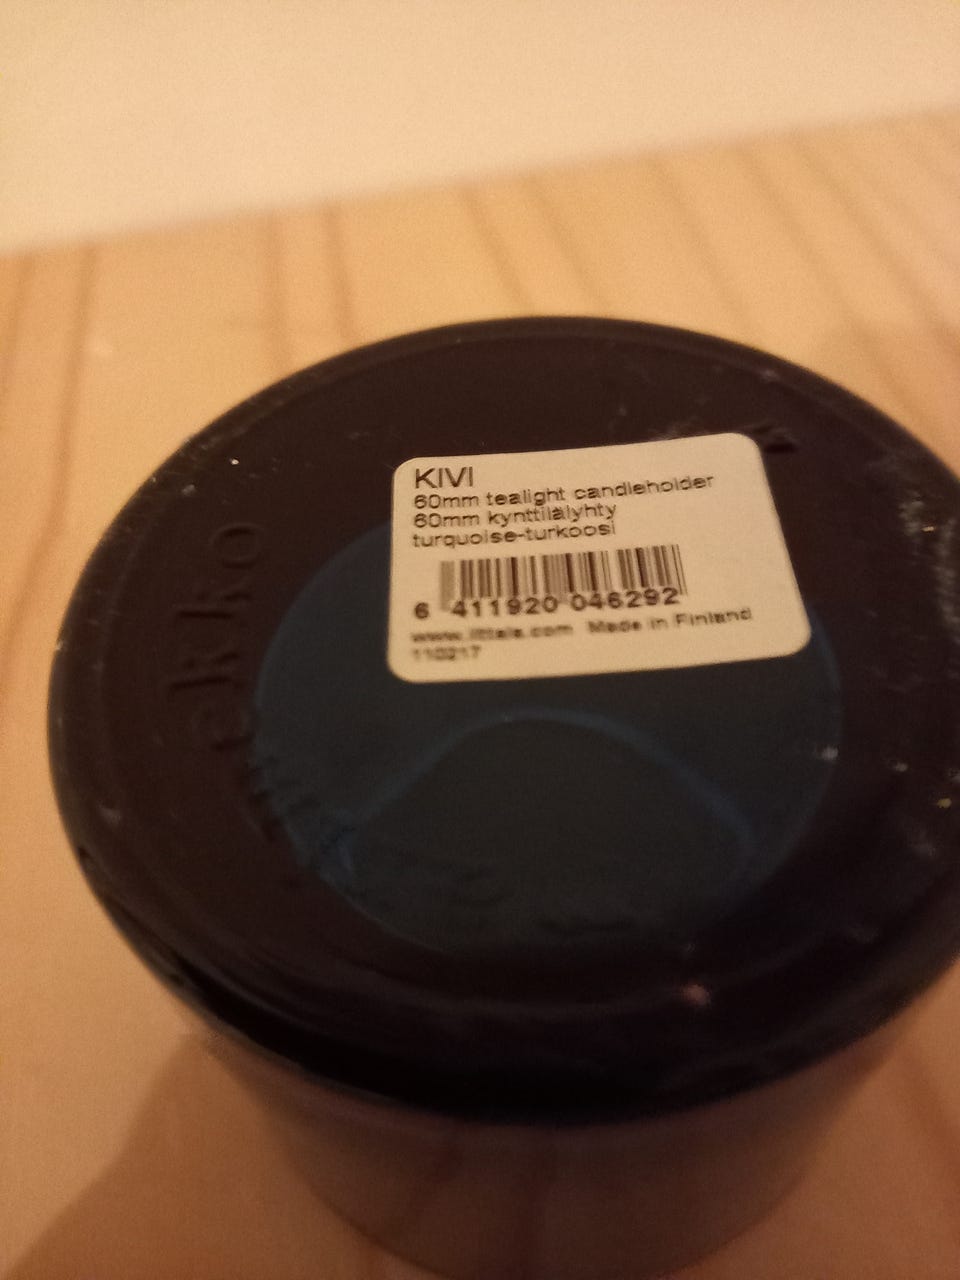 KIVI
60mm tealight candleholder
60mm kynttilälyhty
turquoise-turkoosi
6 411920 046292
www.iittala.com Made in Finland
110217